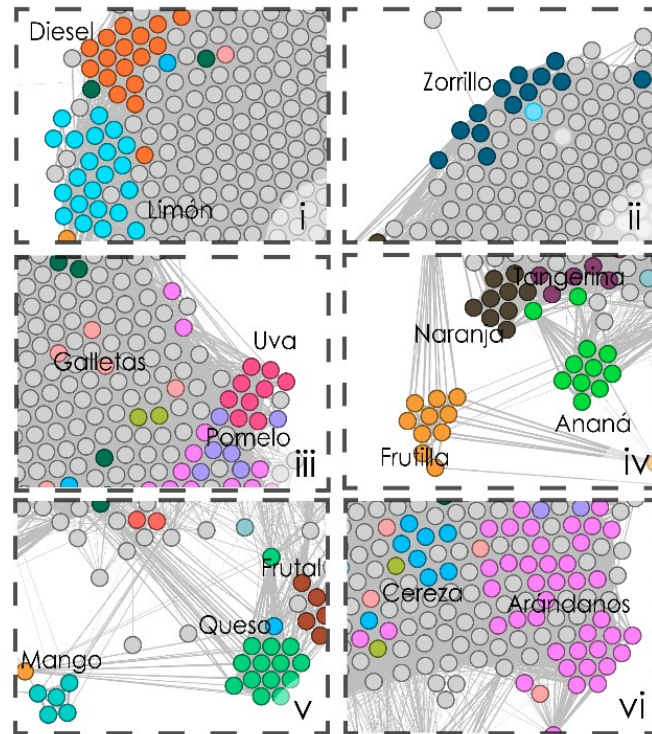 Diesel
Limón
i
Zorrillo
ii
Galletas
Uva
Pomelo
iii
Tangerina
Naranja
Ananá
Frutilla
iv
Frutal
Queso
Mango
v
Cereza
Arándanos
vi